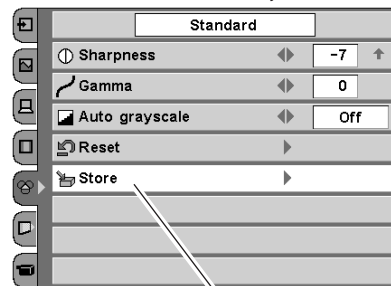 Standard
Sharpness -7
Gamma 0
Auto grayscale Off
Reset
Store